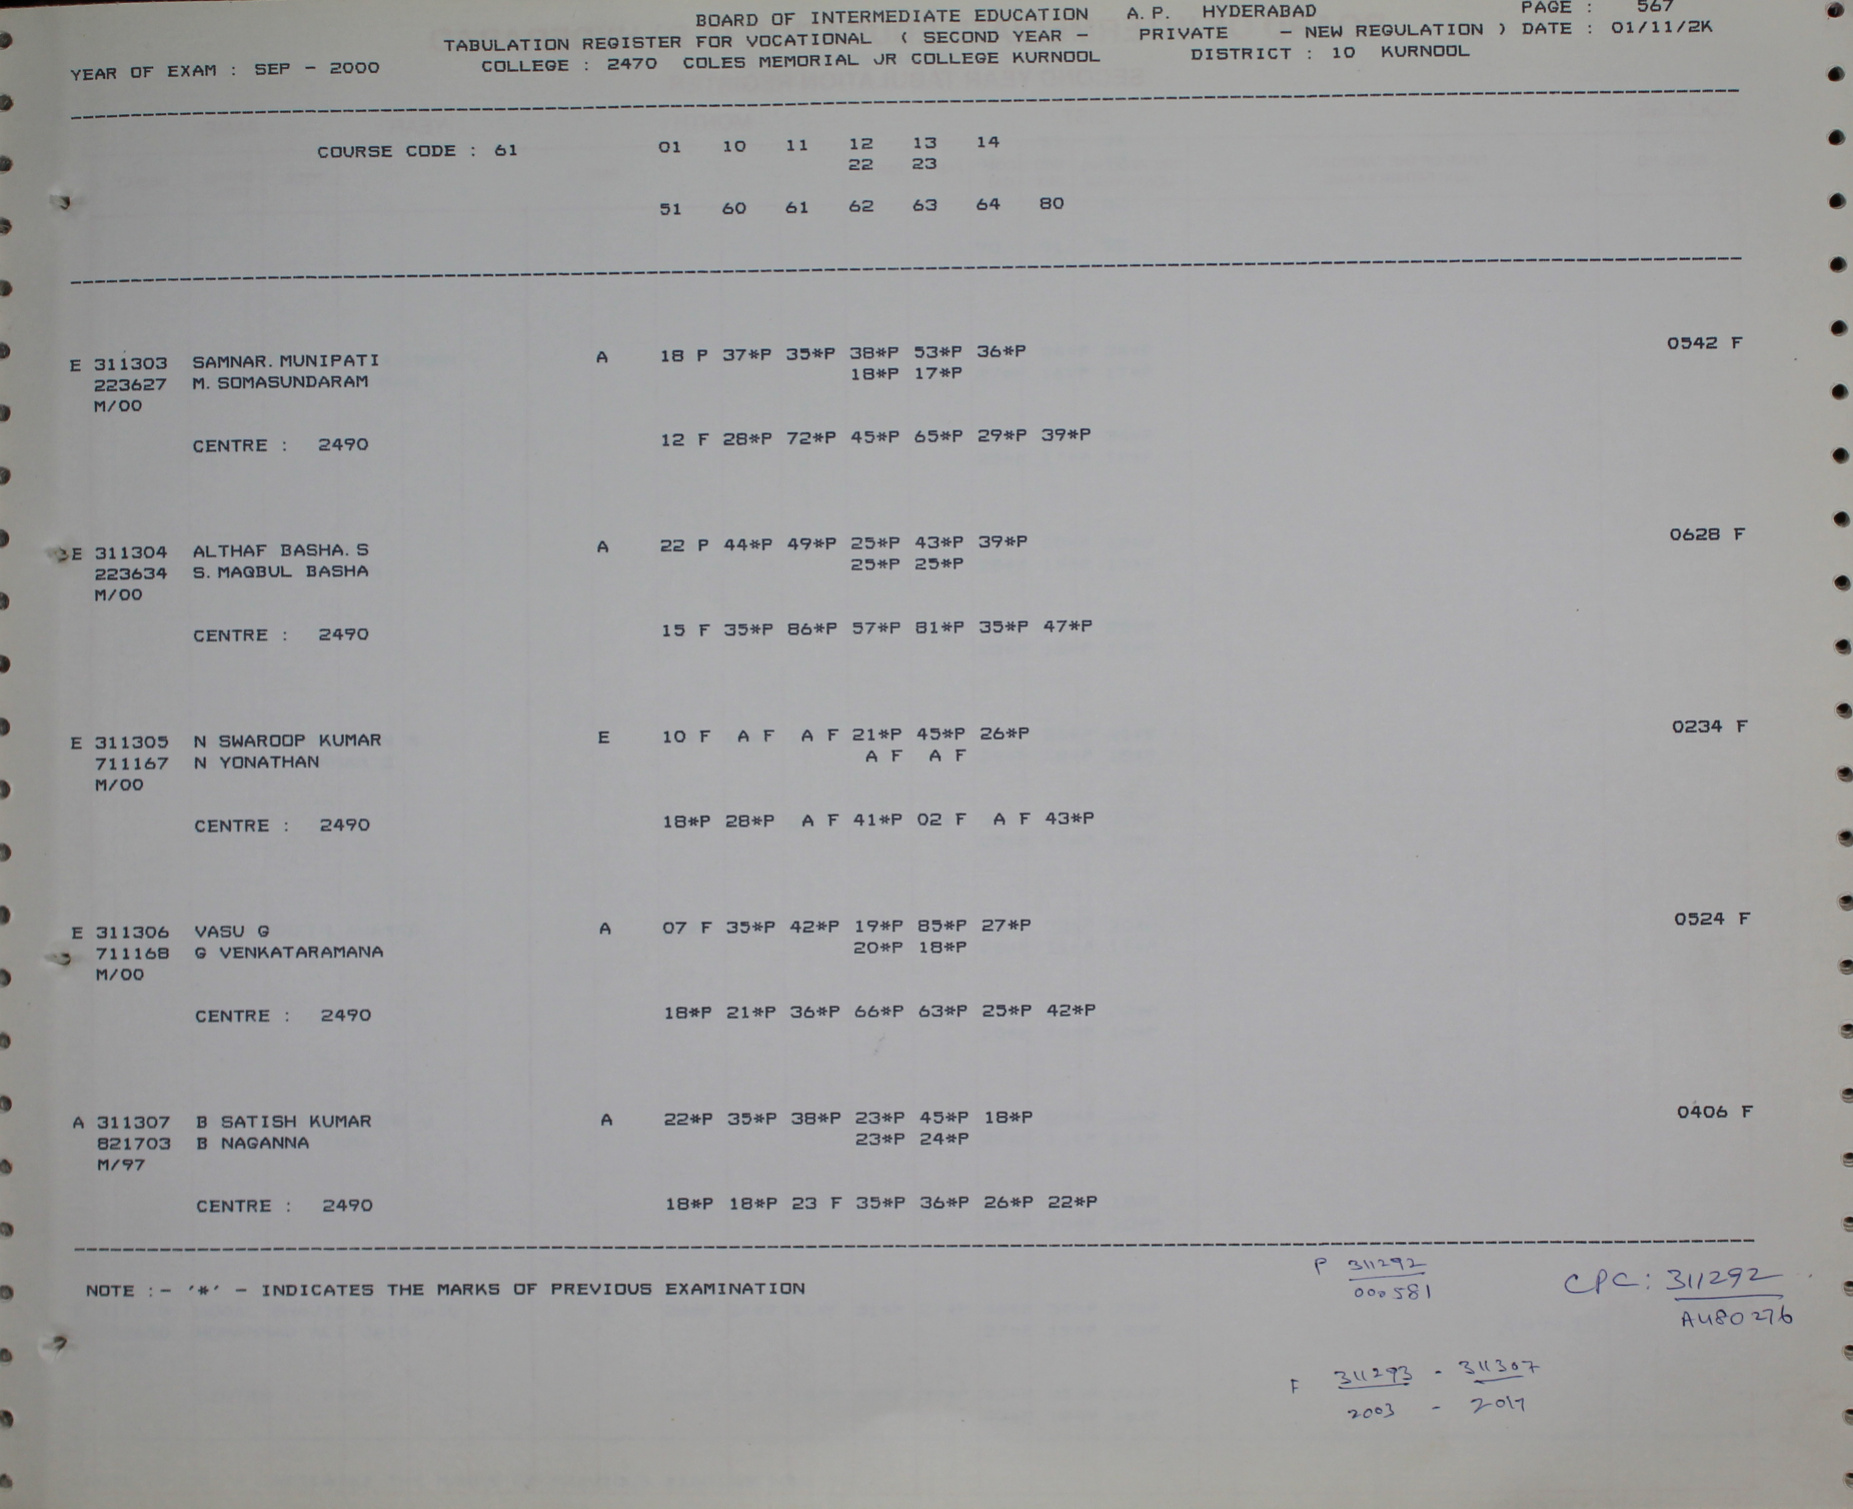 BOARD OF INTERMEDIATE EDUCATION A.P. HYDERABAD PAGE : 567
TABULATION REGISTER FOR VOCATIONAL ( SECOND YEAR - PRIVATE - NEW REGULATION ) DATE : 01/11/2K
YEAR OF EXAM : SEP - 2000 COLLEGE : 2470 COLES MEMORIAL JR COLLEGE KURNOOL DISTRICT : 10 KURNOOL
COURSE CODE : 61 01 10 11 12 13 14
22 23
51 60 61 62 63 64 80
E 311303 SAMNAR.MUNIPATI A 18 P 37*P 35*P 38*P 53*P 36*P 0542 F
223627 M.SOMASUNDARAM 18*P 17*P
M/00
CENTRE : 2490 12 F 28*P 72*P 45*P 65*P 29*P 39*P
E 311304 ALTHAF BASHA.S A 22 P 44*P 49*P 25*P 43*P 39*P 0628 F
223634 S.MAQBUL BASHA 25*P 25*P
M/00
CENTRE : 2490 15 F 35*P 86*P 57*P 81*P 35*P 47*P
E 311305 N SWAROOP KUMAR E 10 F A F A F 21*P 45*P 26*P 0234 F
711167 N YONATHAN A F A F
M/00
CENTRE : 2490 18*P 28*P A F 41*P 02 F A F 43*P
E 311306 VASU G A 07 F 35*P 42*P 19*P 85*P 27*P 0524 F
711168 G VENKATARAMANA 20*P 18*P
M/00
CENTRE : 2490 18*P 21*P 36*P 66*P 63*P 25*P 42*P
A 311307 B SATISH KUMAR A 22*P 35*P 38*P 23*P 45*P 18*P 0406 F
821703 B NAGANNA 23*P 24*P
M/97
CENTRE : 2490 18*P 18*P 23 F 35*P 36*P 26*P 22*P
NOTE :- '*' - INDICATES THE MARKS OF PREVIOUS EXAMINATION
P 311292 CPC: 311292
000581 A480276
F 311293 - 311307
2003 - 2017